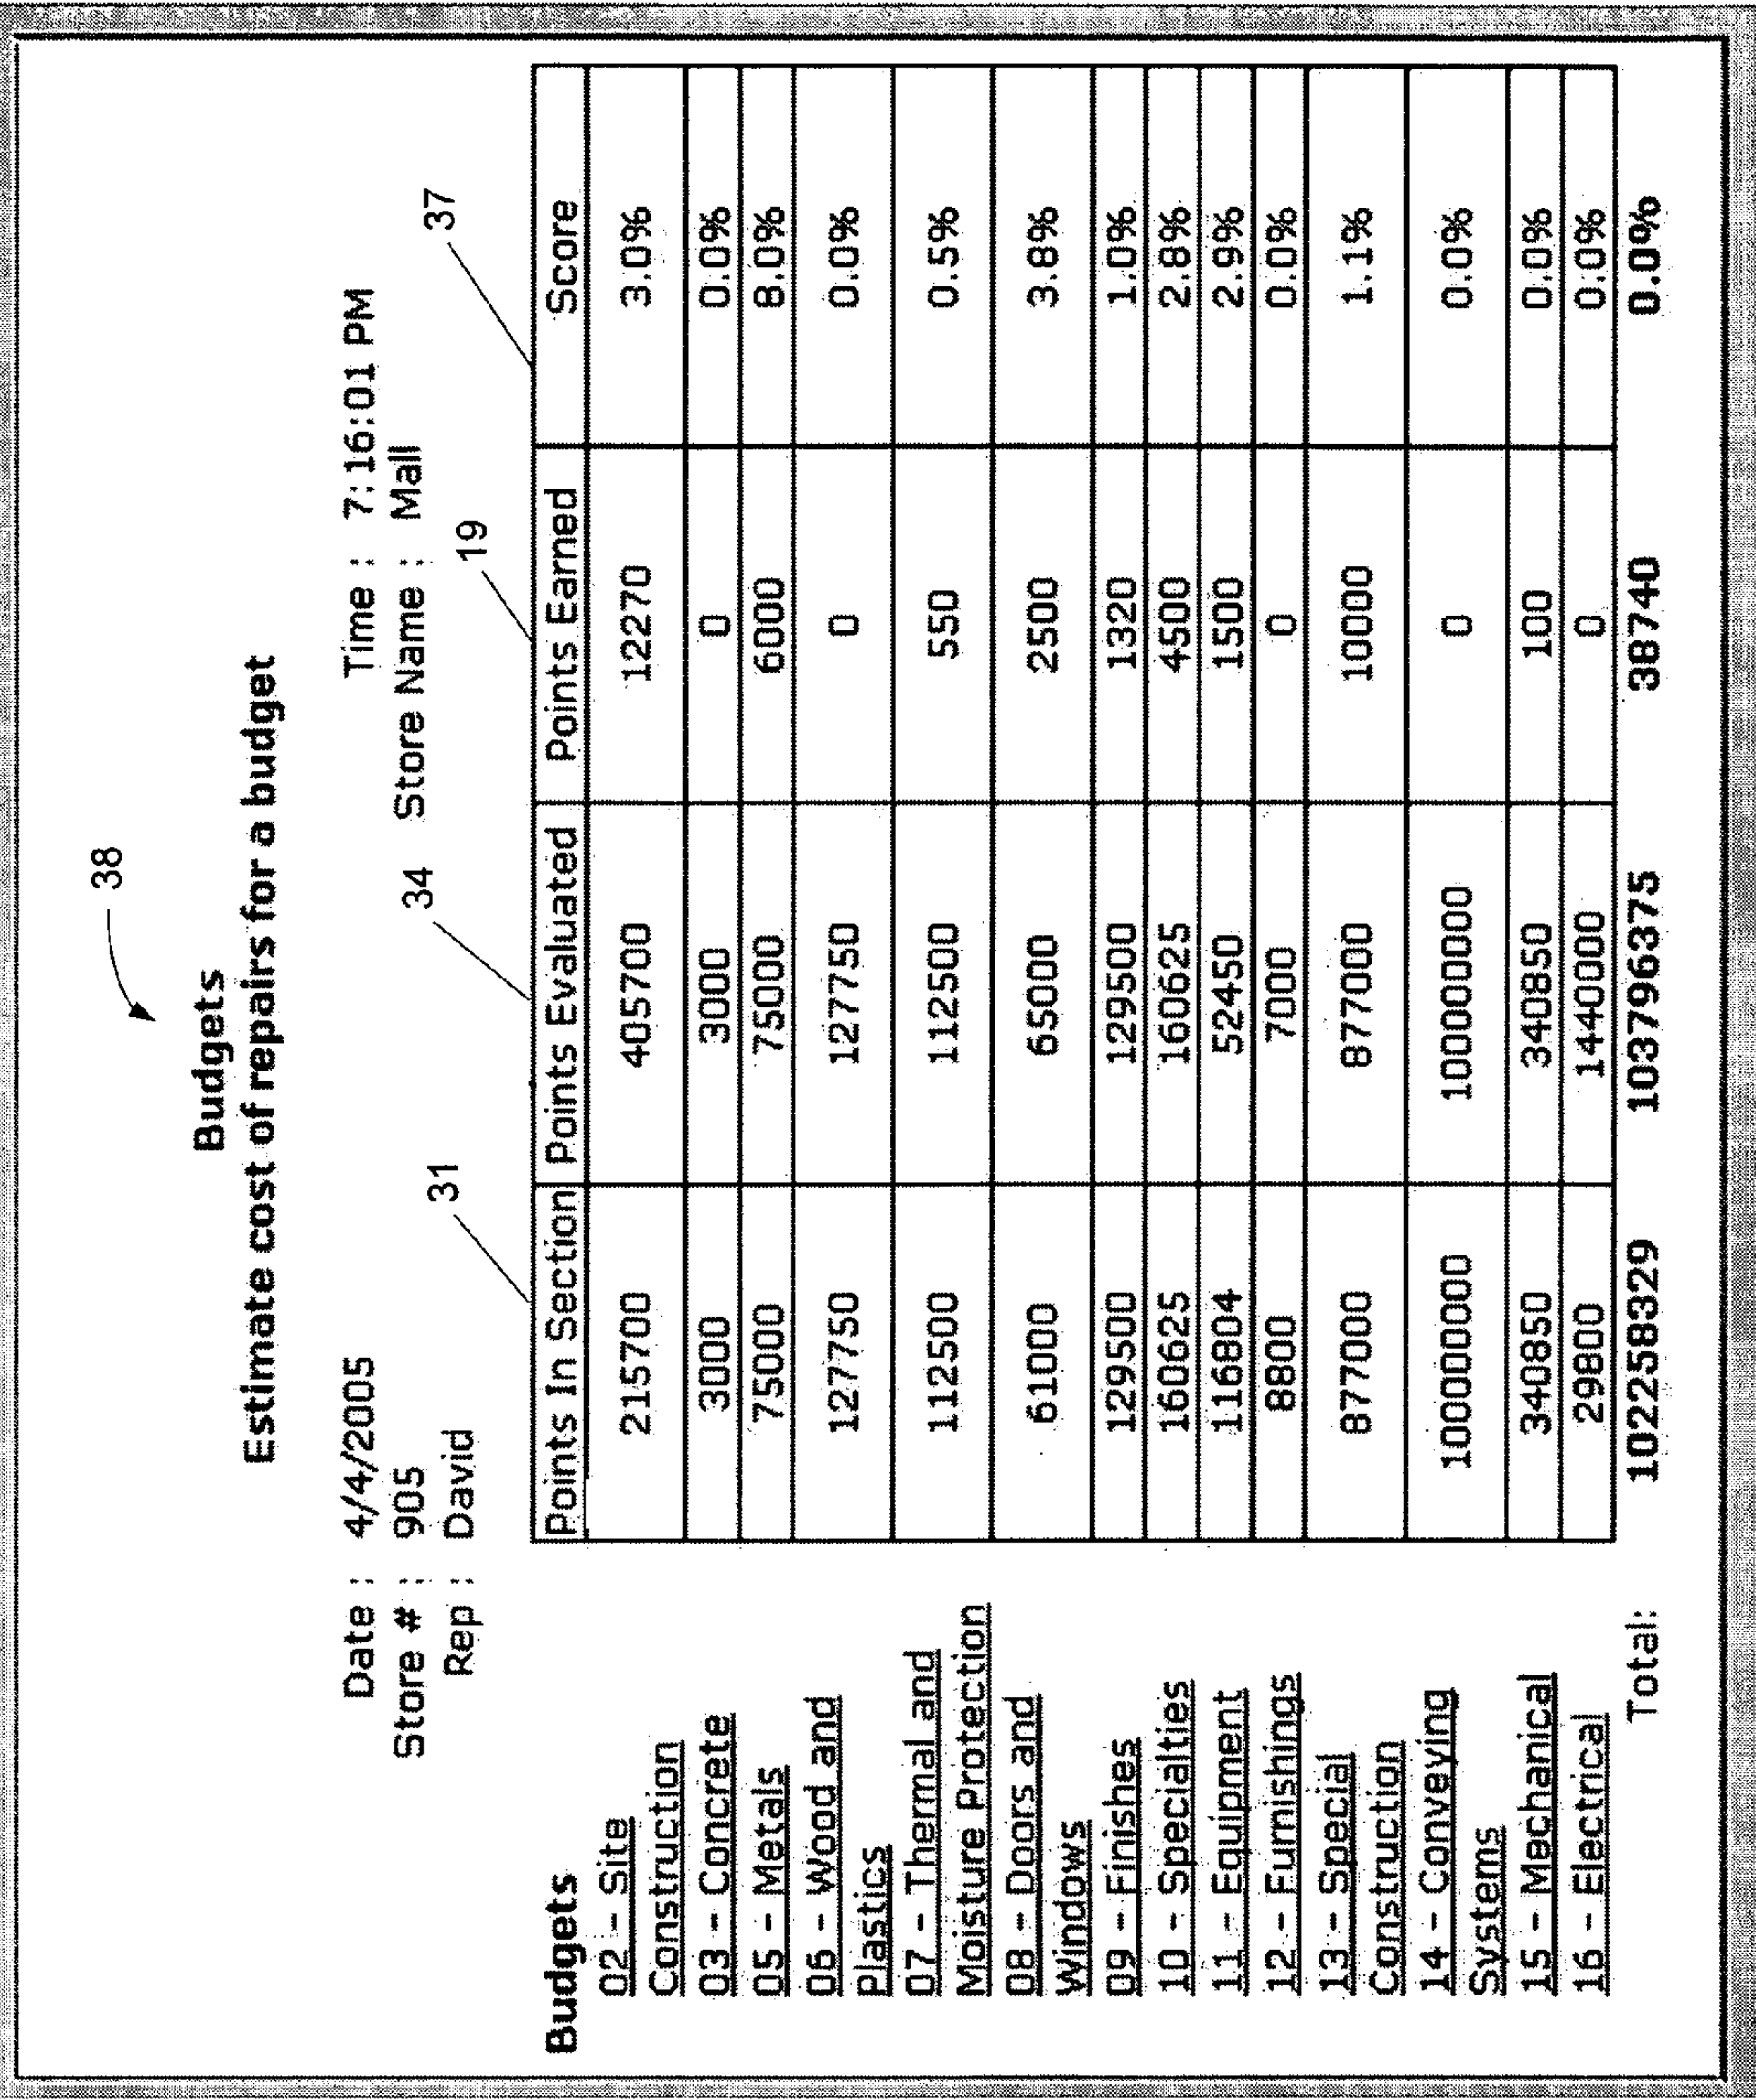 38
Budgets
Estimate cost of repairs for a budget
Date : 4/4/2005 Time : 7:16:01 PM
Store # : 905 Store Name : Mall
Rep : David
31 34 19 37
Budgets Points In Section Points Evaluated Points Earned Score
02 - Site 215700 405700 12270 3.0%
Construction
03 - Concrete 3000 3000 0 0.0%
05 - Metals 75000 75000 6000 8.0%
06 - Wood and 127750 127750 0 0.0%
Plastics
07 - Thermal and 112500 112500 550 0.5%
Moisture Protection
08 - Doors and 61000 65000 2500 3.8%
Windows
09 - Finishes 129500 129500 1320 1.0%
10 - Specialties 160625 160625 4500 2.8%
11 - Equipment 116804 52450 1500 2.9%
12 - Furnishings 8800 7000 0 0.0%
13 - Special 877000 877000 10000 1.1%
Construction
14 - Conveying 100000000 100000000 0 0.0%
Systems
15 - Mechanical 340850 340850 100 0.0%
16 - Electrical 29800 1440000 0 0.0%
Total: 102258329 103796375 38740 0.0%